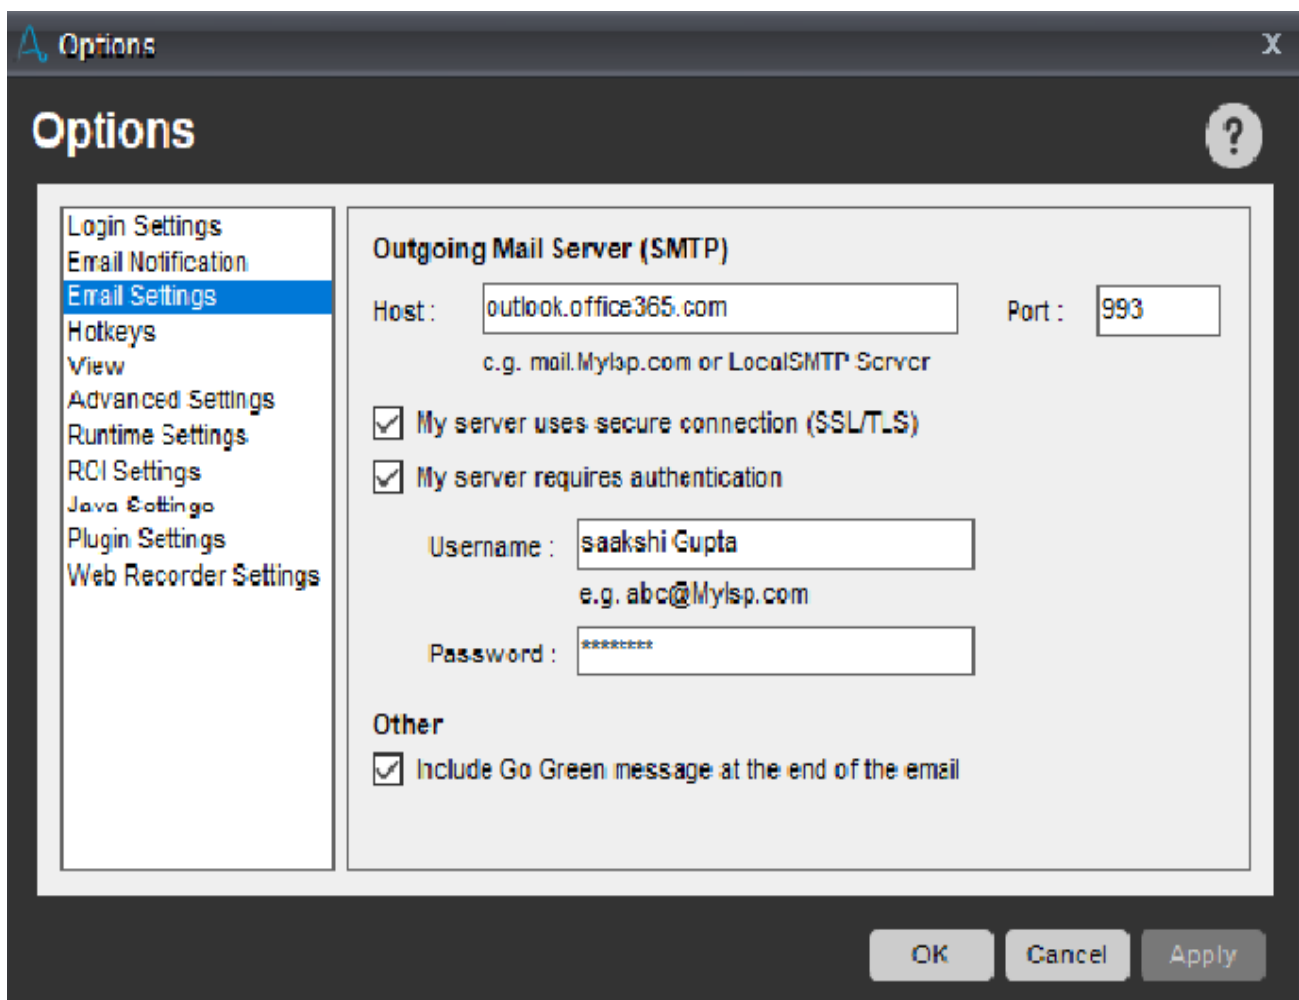 Options
X
Options
?
Login Settings
Email Notification
Email Settings
Hotkeys
View
Advanced Settings
Runtime Settings
ROI Settings
Java Settings
Plugin Settings
Web Recorder Settings
Outgoing Mail Server (SMTP)
Host : outlook.office365.com Port : 993
e.g. mail.MyIsp.com or LocalSMTP Server
My server uses secure connection (SSL/TLS)
My server requires authentication
Username : saakshi Gupta
e.g. abc@MyIsp.com
Password : ********
Other
Include Go Green message at the end of the email
OK Cancel Apply